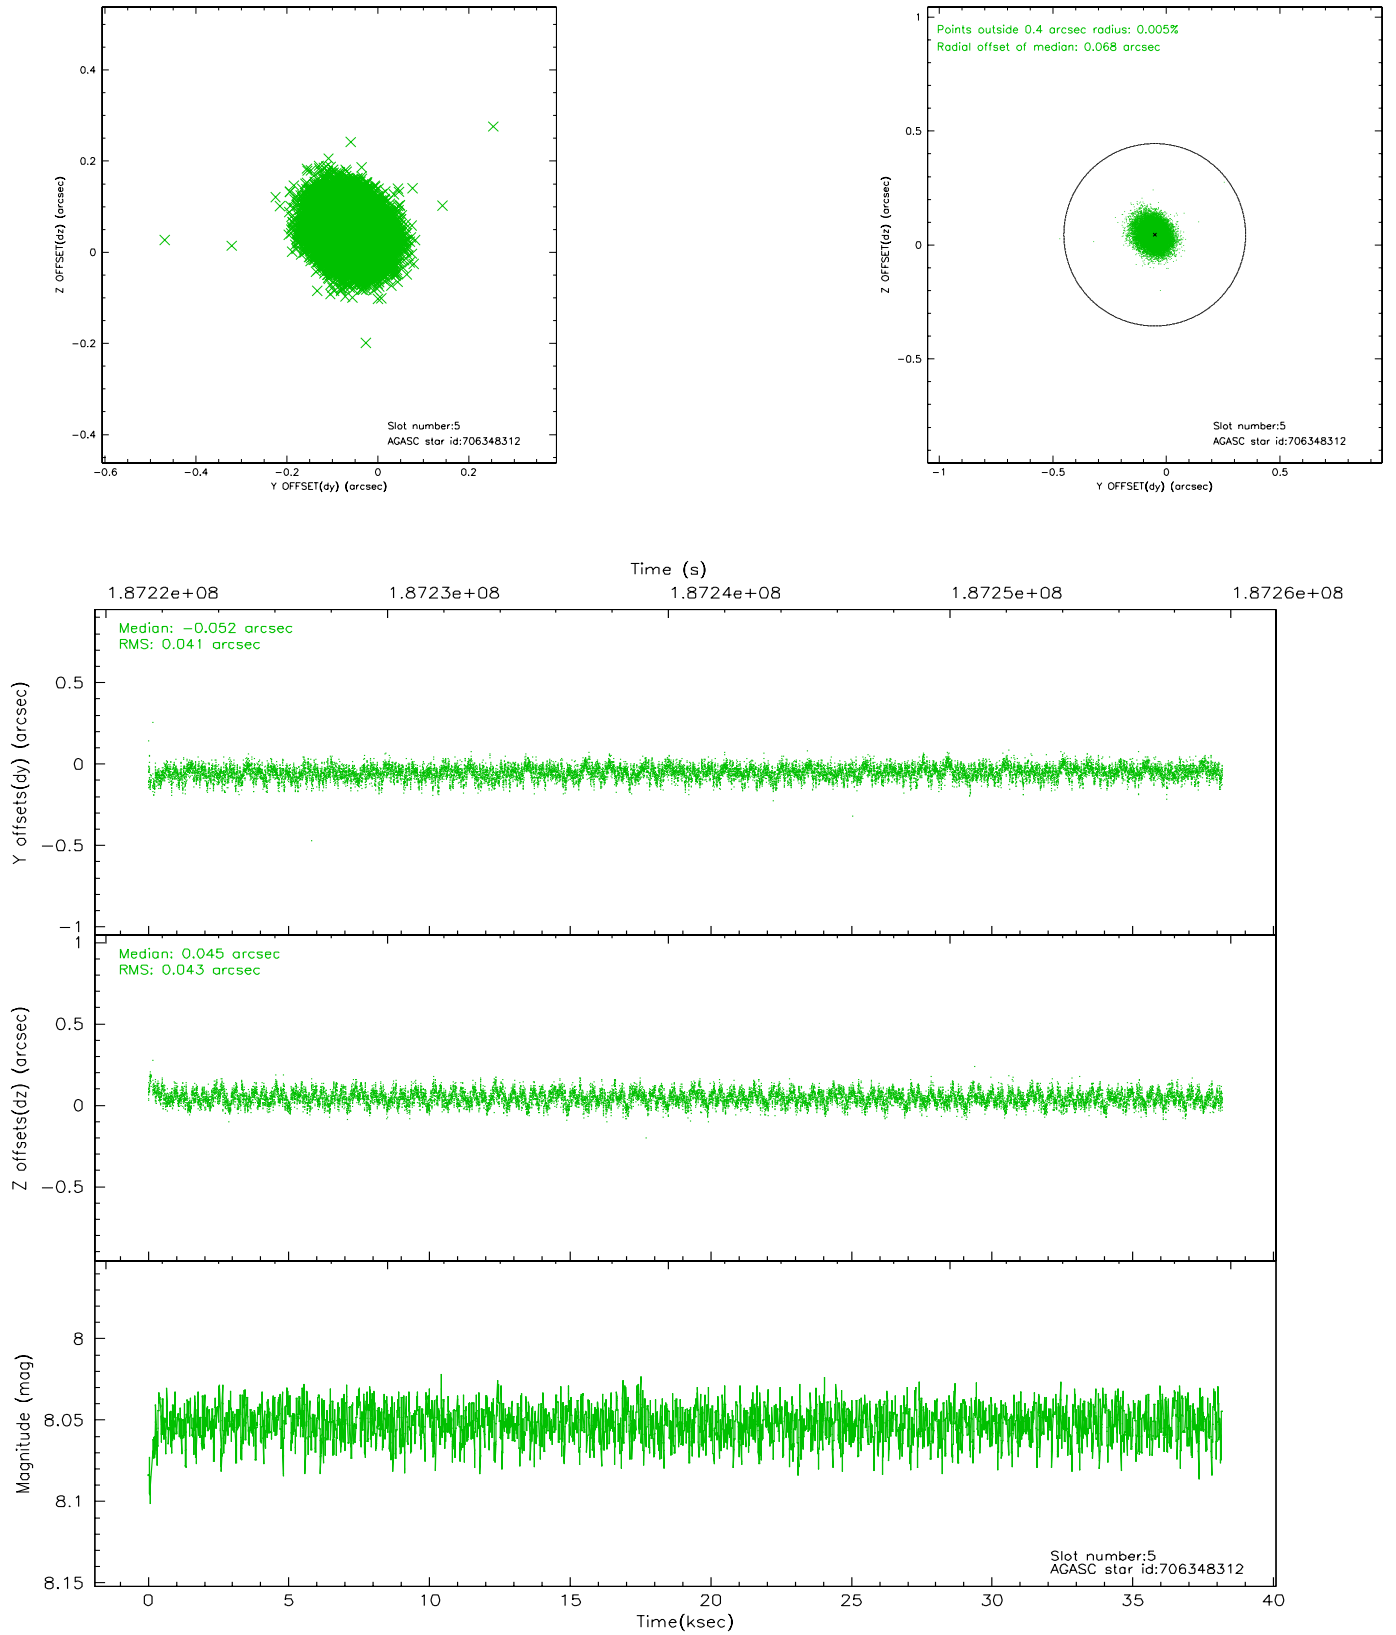 0.4
0.2
0
−0.2
−0.4
Z OFFSET(dz) (arcsec)
Slot number:5
AGASC star id:706348312
−0.6
−0.4
−0.2
0
0.2
Y OFFSET(dy) (arcsec)
Points outside 0.4 arcsec radius: 0.005%
Radial offset of median: 0.068 arcsec
1
0.5
0
−0.5
Z OFFSET(dz) (arcsec)
Slot number:5
AGASC star id:706348312
−1
−0.5
0
0.5
Y OFFSET(dy) (arcsec)
Time (s)
1.8722e+08
1.8723e+08
1.8724e+08
1.8725e+08
1.8726e+08
Median: −0.052 arcsec
RMS: 0.041 arcsec
0.5
0
−0.5
−1
Y offsets(dy) (arcsec)
Median: 0.045 arcsec
RMS: 0.043 arcsec
1
0.5
0
−0.5
Z offsets(dz) (arcsec)
8
8.05
8.1
8.15
Magnitude (mag)
Slot number:5
AGASC star id:706348312
0
5
10
15
20
25
30
35
40
Time(ksec)